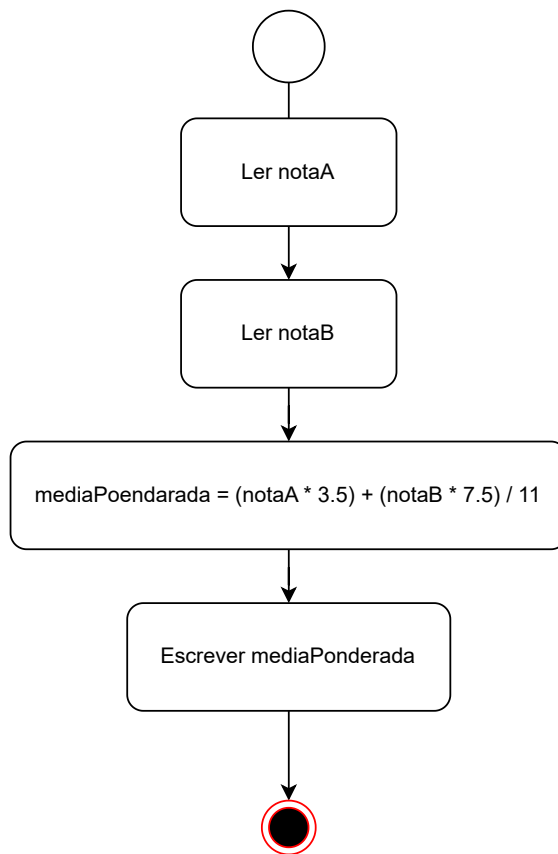 Ler notaA
Ler notaB
mediaPoendarada = (notaA * 3.5) + (notaB * 7.5) / 11
Escrever mediaPonderada